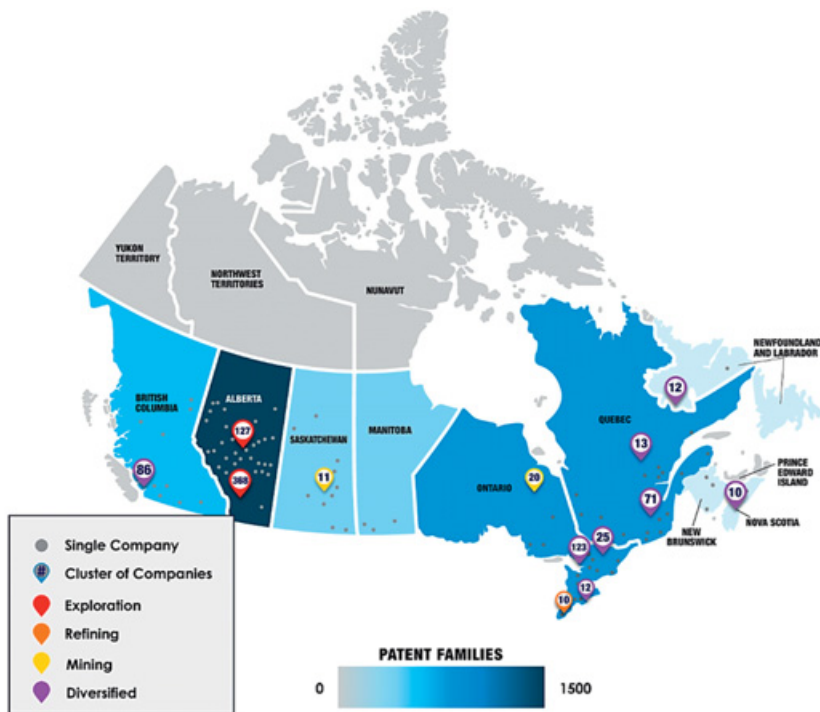 YUKON
TERRITORY
NORTHWEST
TERRITORIES
NUNAVUT
NEWFOUNDLAND
AND LABRADOR
BRITISH
COLUMBIA
ALBERTA
127
SASKATCHEWAN
MANITOBA
12
QUEBEC
13
86
368
11
ONTARIO
20
71
PRINCE
EDWARD
ISLAND
10
NOVA SCOTIA
NEW
BRUNSWICK
123
25
12
10
#
Single Company
Cluster of Companies
Exploration
Refining
Mining
Diversified
PATENT FAMILIES
0
1500